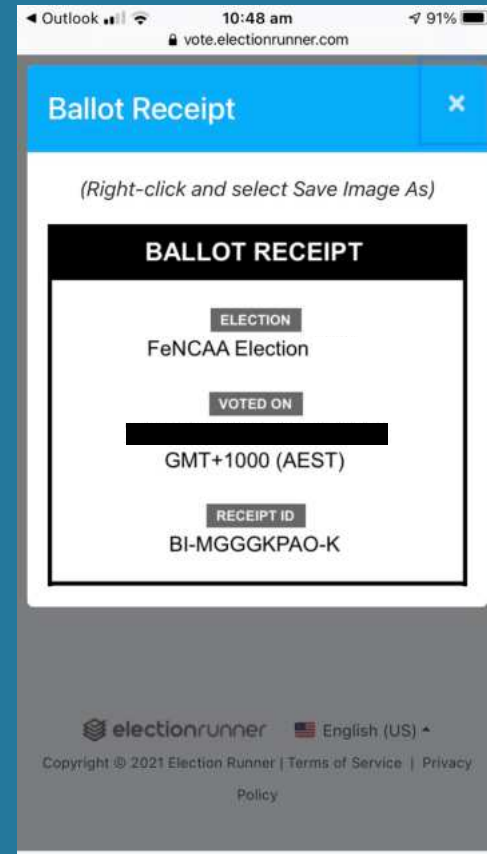 ◀ Outlook 10:48 am 91%
vote.electionrunner.com
Ballot Receipt ×
(Right-click and select Save Image As)
BALLOT RECEIPT
ELECTION
FeNCAA Election
VOTED ON
GMT+1000 (AEST)
RECEIPT ID
BI-MGGGKPAO-K
electionrunner English (US)
Copyright © 2021 Election Runner | Terms of Service | Privacy
Policy